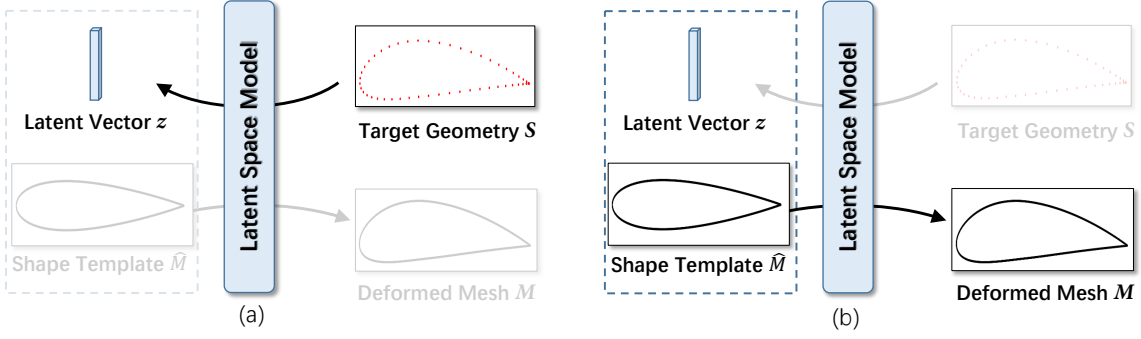 Latent Vector z
Shape Template M̂
Latent Space Model
Target Geometry S
Deformed Mesh M
(a)
Latent Vector z
Shape Template M̂
Latent Space Model
Target Geometry S
Deformed Mesh M
(b)